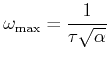 ω_max = 1/(τ√α)